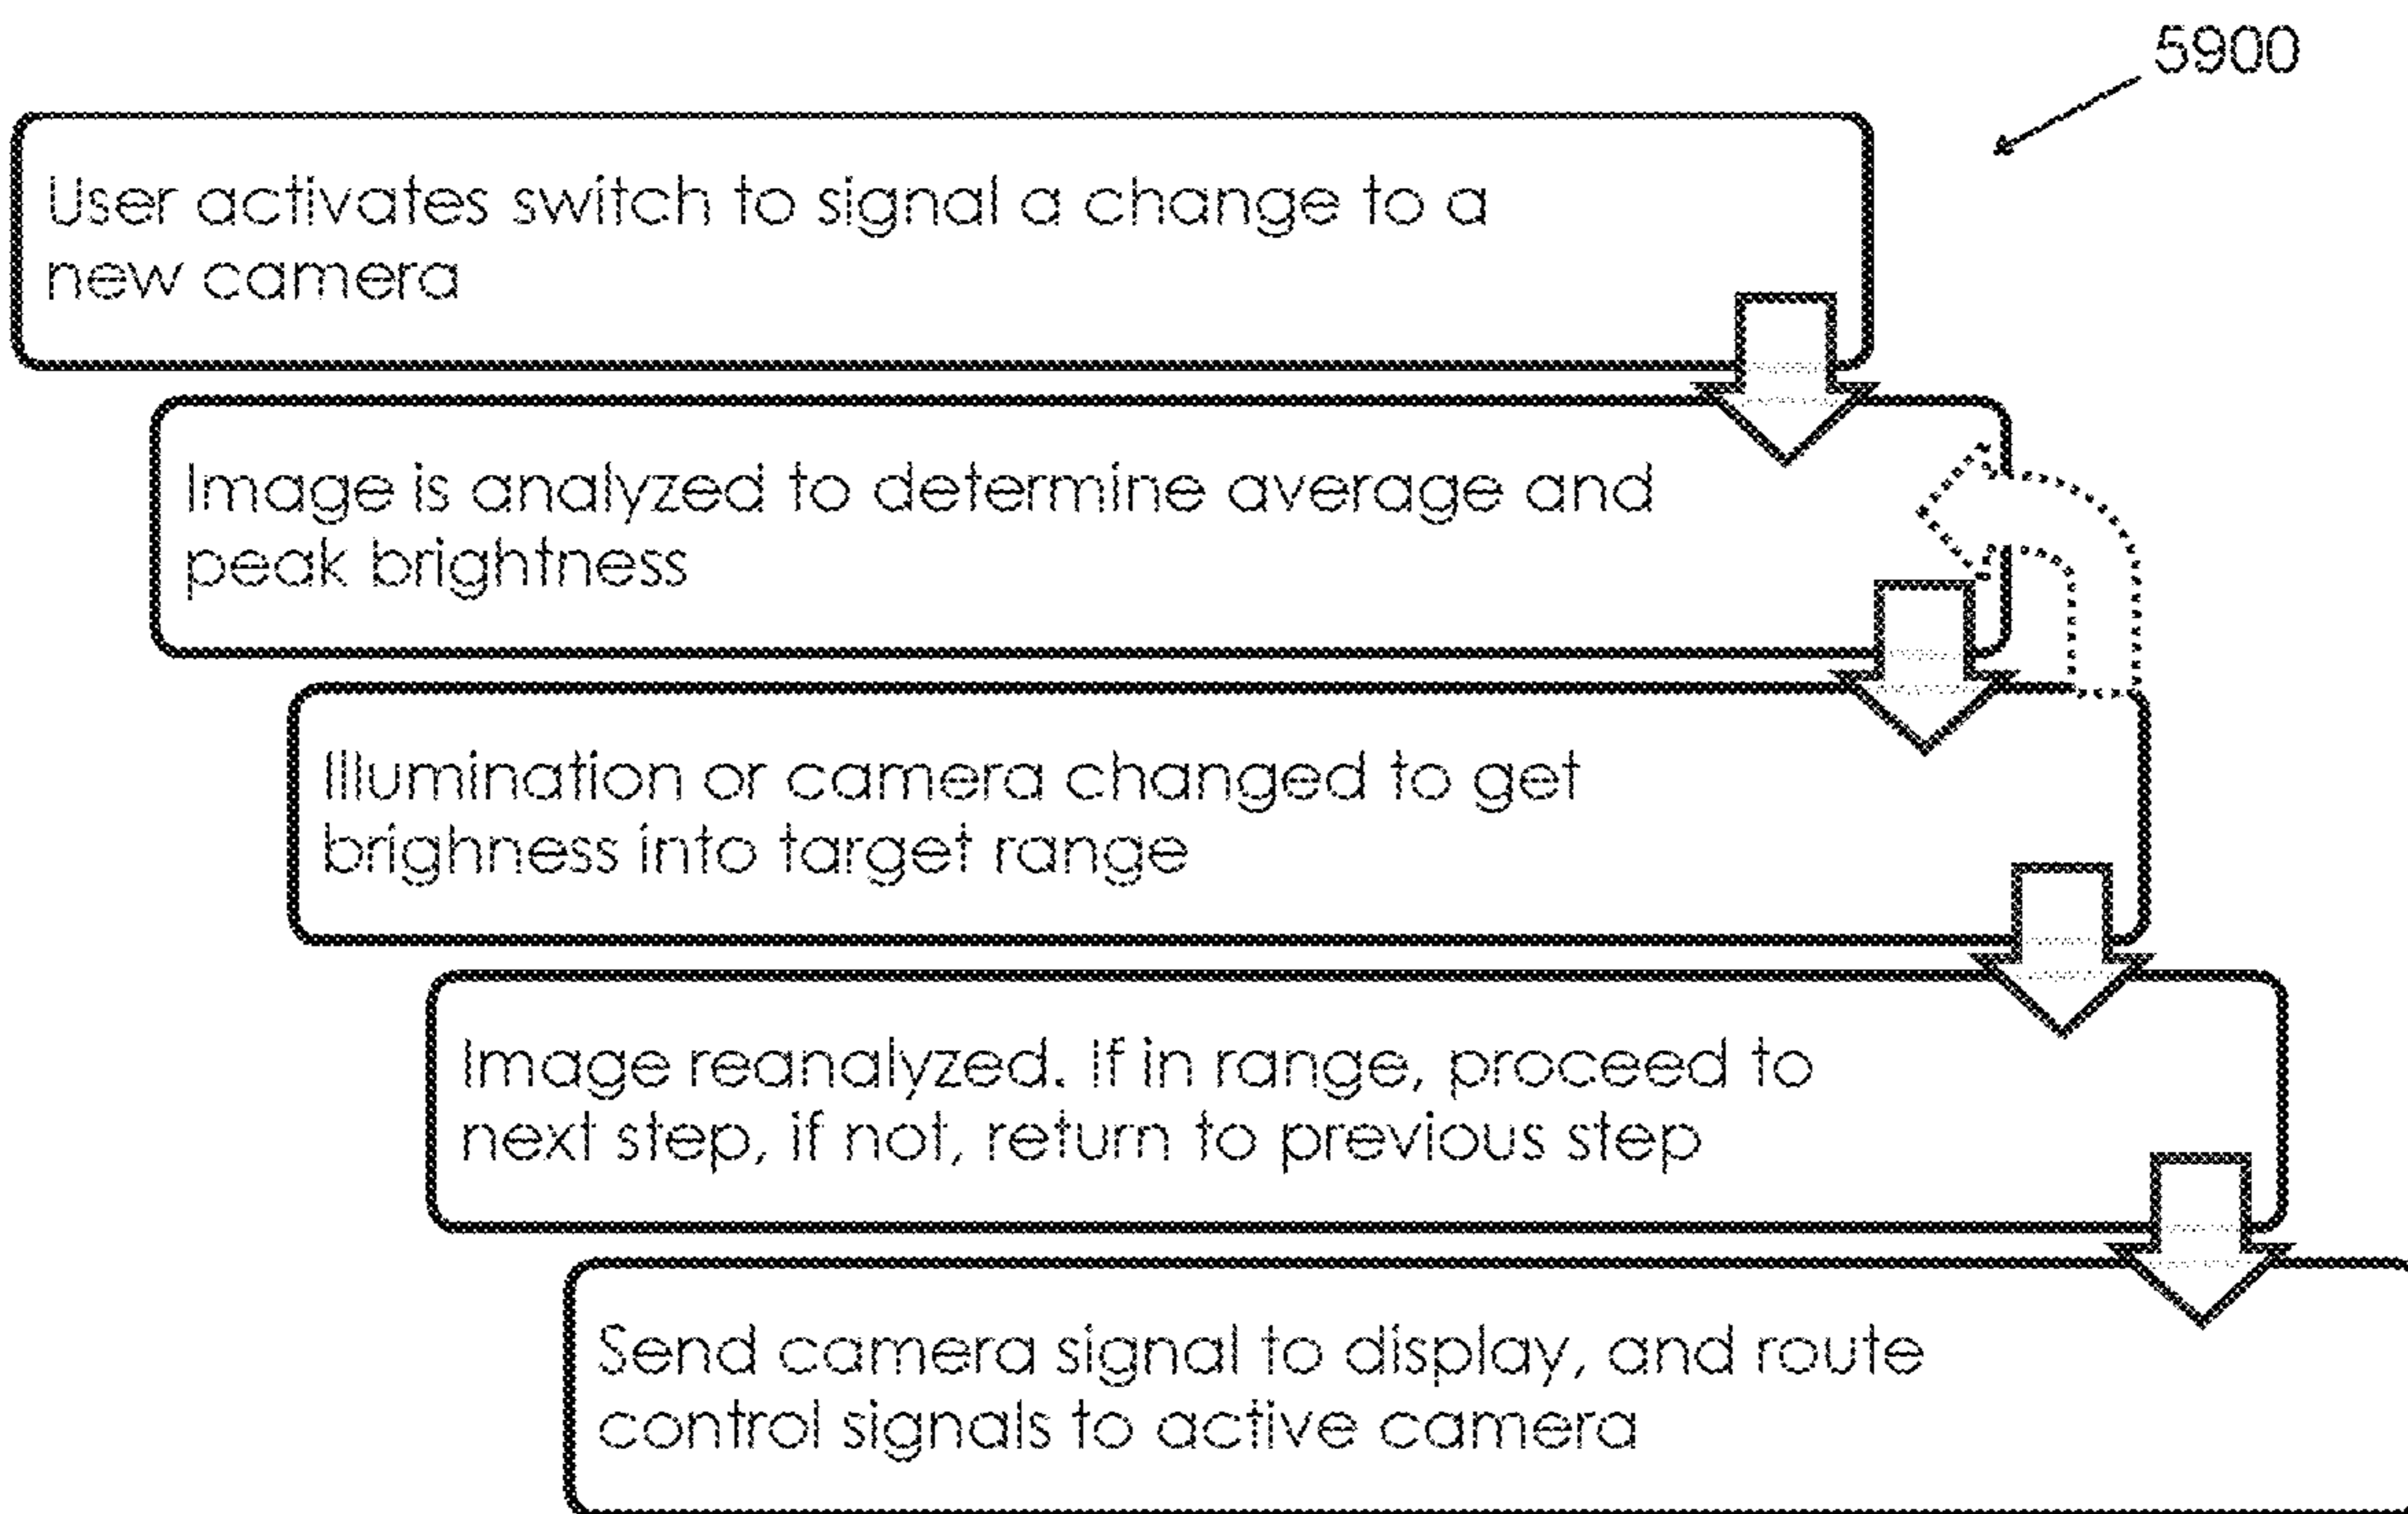 5900
User activates switch to signal a change to a
new camera
Image is analyzed to determine average and
peak brightness
Illumination or camera changed to get
brighness into target range
Image reanalyzed. If in range, proceed to
next step, if not, return to previous step
Send camera signal to display, and route
control signals to active camera